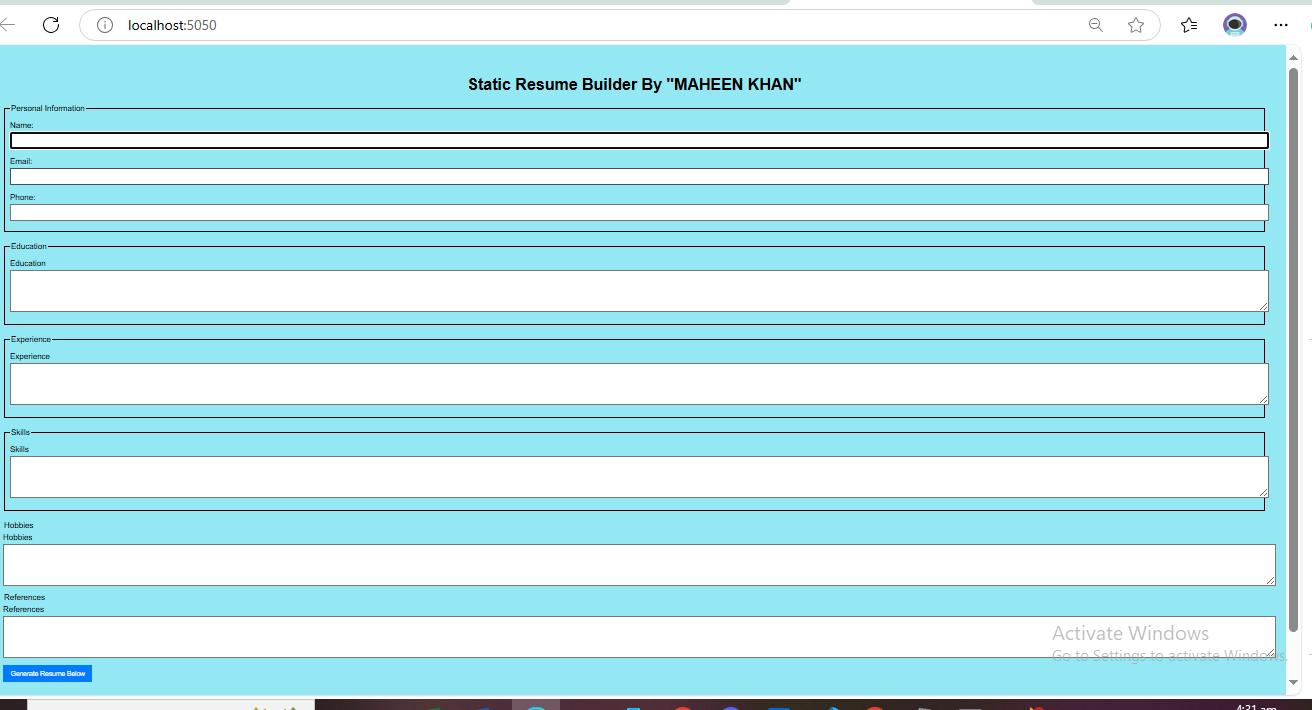 localhost:5050
Static Resume Builder By "MAHEEN KHAN"
Personal Information
Name:
Email:
Phone:
Education
Education
Experience
Experience
Skills
Skills
Hobbies
Hobbies
References
References
Activate Windows
Go to Settings to activate Windows.
Generate Resume Below
4:31 am